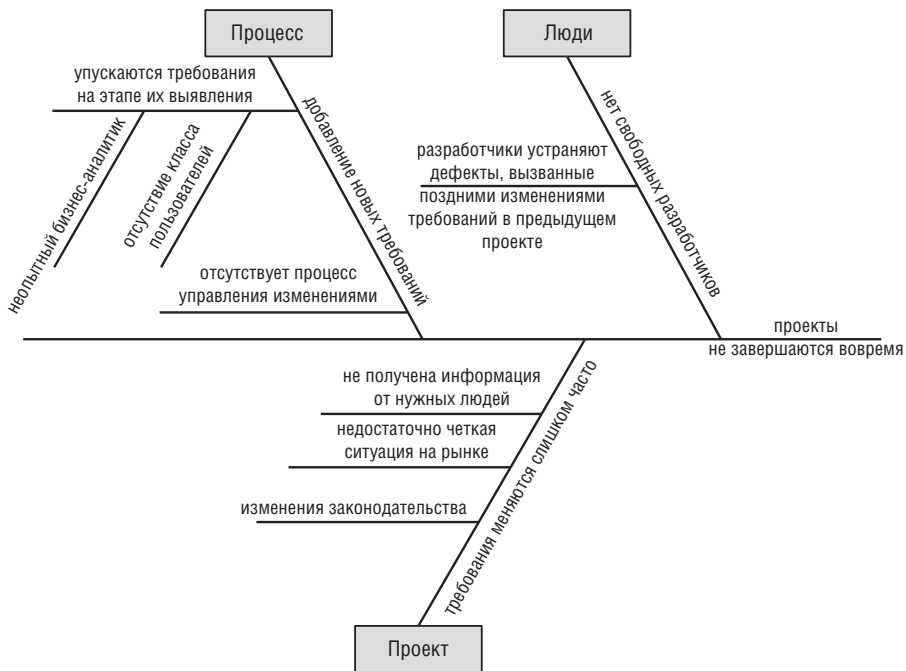 Процесс
Люди
упускаются требования
на этапе их выявления
добавление новых требований
неопытный бизнес-аналитик
отсутствие класса
пользователей
отсутствует процесс
управления изменениями
нет свободных разработчиков
разработчики устраняют
дефекты, вызванные
поздними изменениями
требований в предыдущем
проекте
проекты
не завершаются вовремя
не получена информация
от нужных людей
недостаточно четкая
ситуация на рынке
изменения законодательства
требования меняются слишком часто
Проект